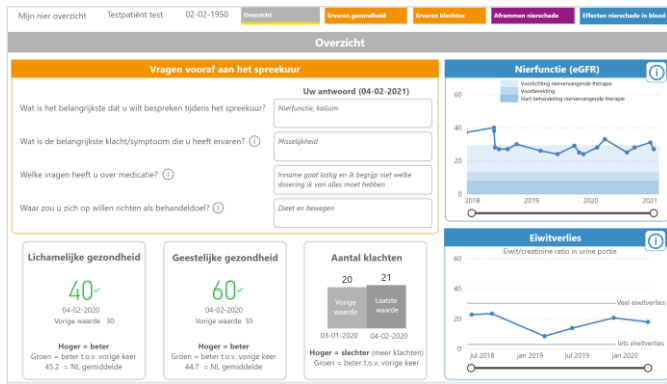 Mijn nier overzicht Testpatiënt test 02-02-1950 Overzicht Ervaren gezondheid Ervaren klachten Afremmen nierschade Effecten nierschade in bloed
Overzicht
Vragen vooraf aan het spreekuur
Uw antwoord (04-02-2021)
Wat is het belangrijkste dat u wilt bespreken tijdens het spreekuur? Nierfunctie, kalium
Wat is de belangrijkste klacht/symptoom die u heeft ervaren? Misselijkheid
Welke vragen heeft u over medicatie? Inname gaat lastig en ik begrijp niet welke
dosering ik van alles moet hebben
Waar zou u zich op willen richten als behandeldoel? Dieet en bewegen
Nierfunctie (eGFR)
Voorlichting niervervangende therapie
Voorbereiding
Start behandeling niervervangende therapie
60
40
20
0
2018 2019 2019 2020 2021
Lichamelijke gezondheid
40
04-02-2020
Vorige waarde 30
Hoger = beter
Groen = beter t.o.v. vorige keer
45.2 = NL gemiddelde
Geestelijke gezondheid
60
04-02-2020
Vorige waarde 55
Hoger = beter
Groen = beter t.o.v. vorige keer
44.7 = NL gemiddelde
Aantal klachten
20 21
Vorige waarde
Laatste waarde
03-01-2020 04-02-2020
Hoger = slechter (meer klachten)
Groen = beter t.o.v. vorige keer
Eiwitverlies
Eiwit/creatinine ratio in urine portie
60
40
Veel eiwitverlies
20
Iets eiwitverlies
0
jul 2018 jan 2019 jul 2019 jan 2020